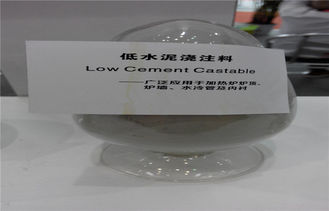 低水泥浇注料
Low Cement Castable
——广泛应用于加热炉炉顶、
炉墙、水冷管及内衬